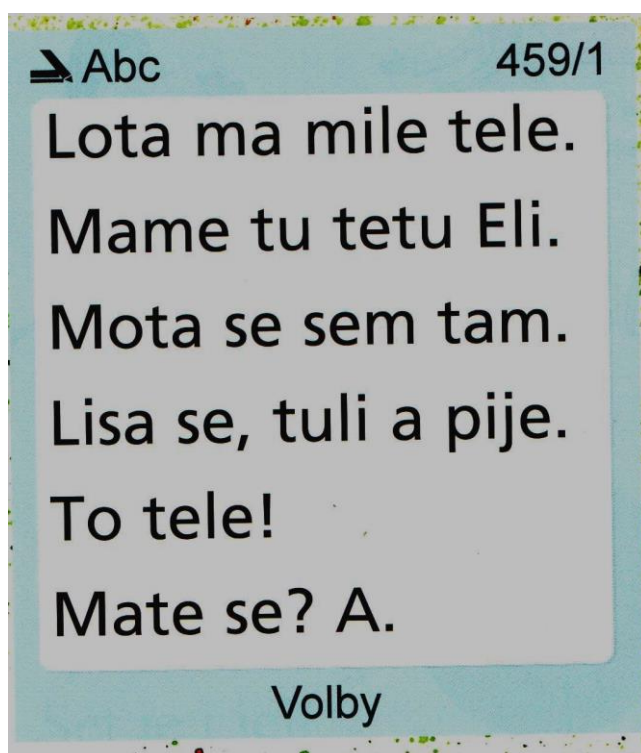 Abc 459/1
Lota ma mile tele.
Mame tu tetu Eli.
Mota se sem tam.
Lisa se, tuli a pije.
To tele!
Mate se? A.
Volby